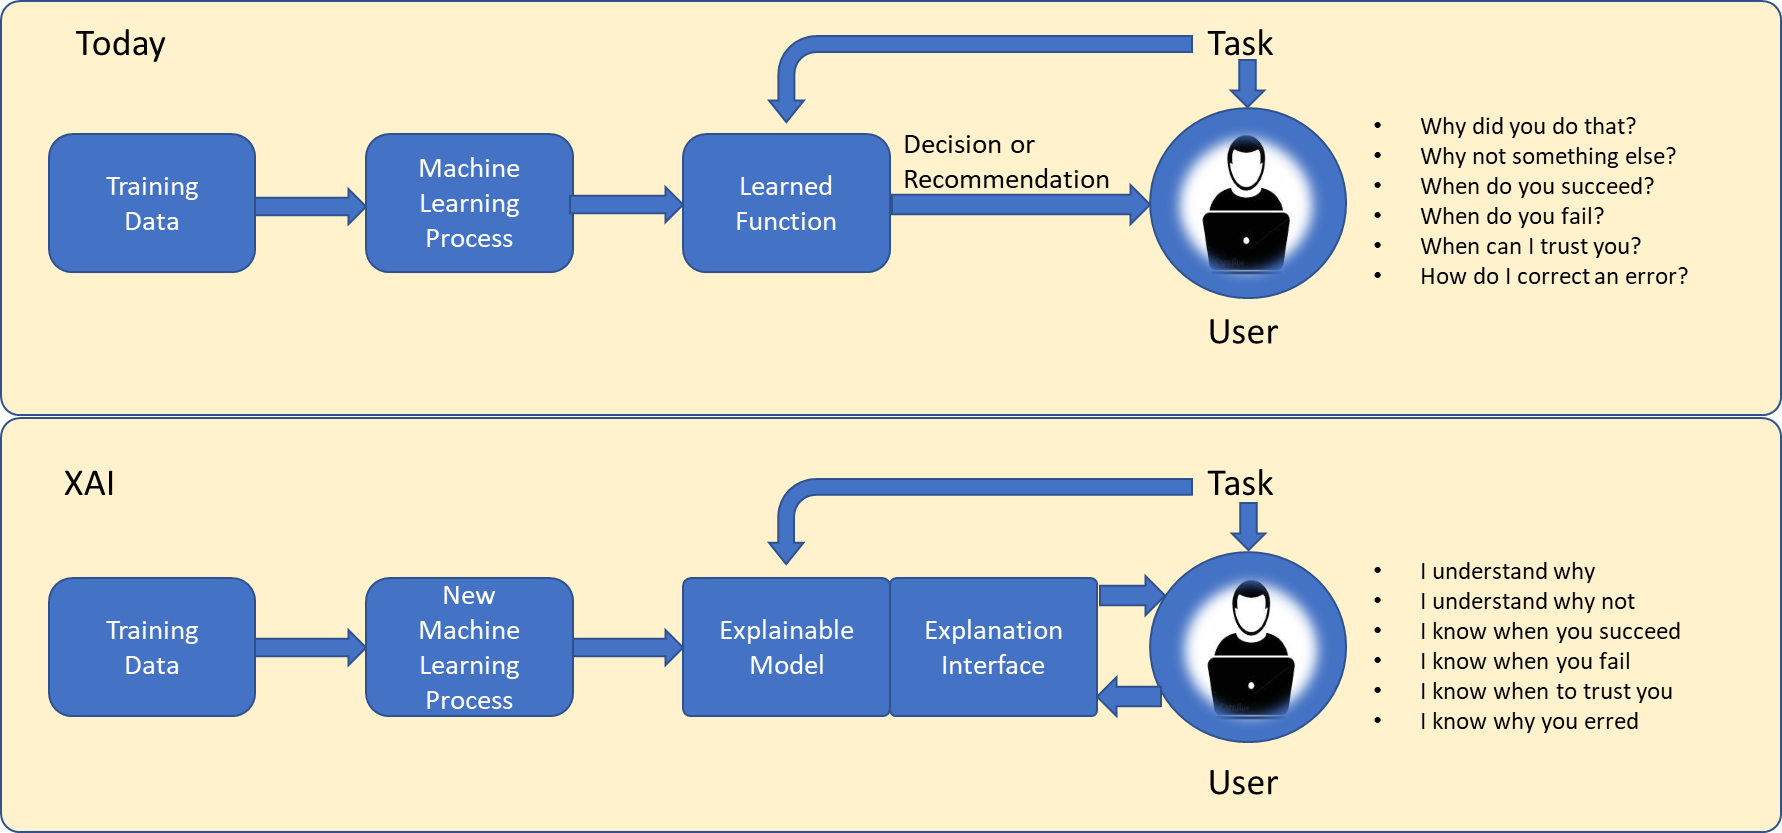 Today
Task
Training
Data
Machine
Learning
Process
Learned
Function
Decision or
Recommendation
• Why did you do that?
• Why not something else?
• When do you succeed?
• When do you fail?
• When can I trust you?
• How do I correct an error?
User
XAI
Task
Training
Data
New
Machine
Learning
Process
Explainable
Model
Explanation
Interface
• I understand why
• I understand why not
• I know when you succeed
• I know when you fail
• I know when to trust you
• I know why you erred
User